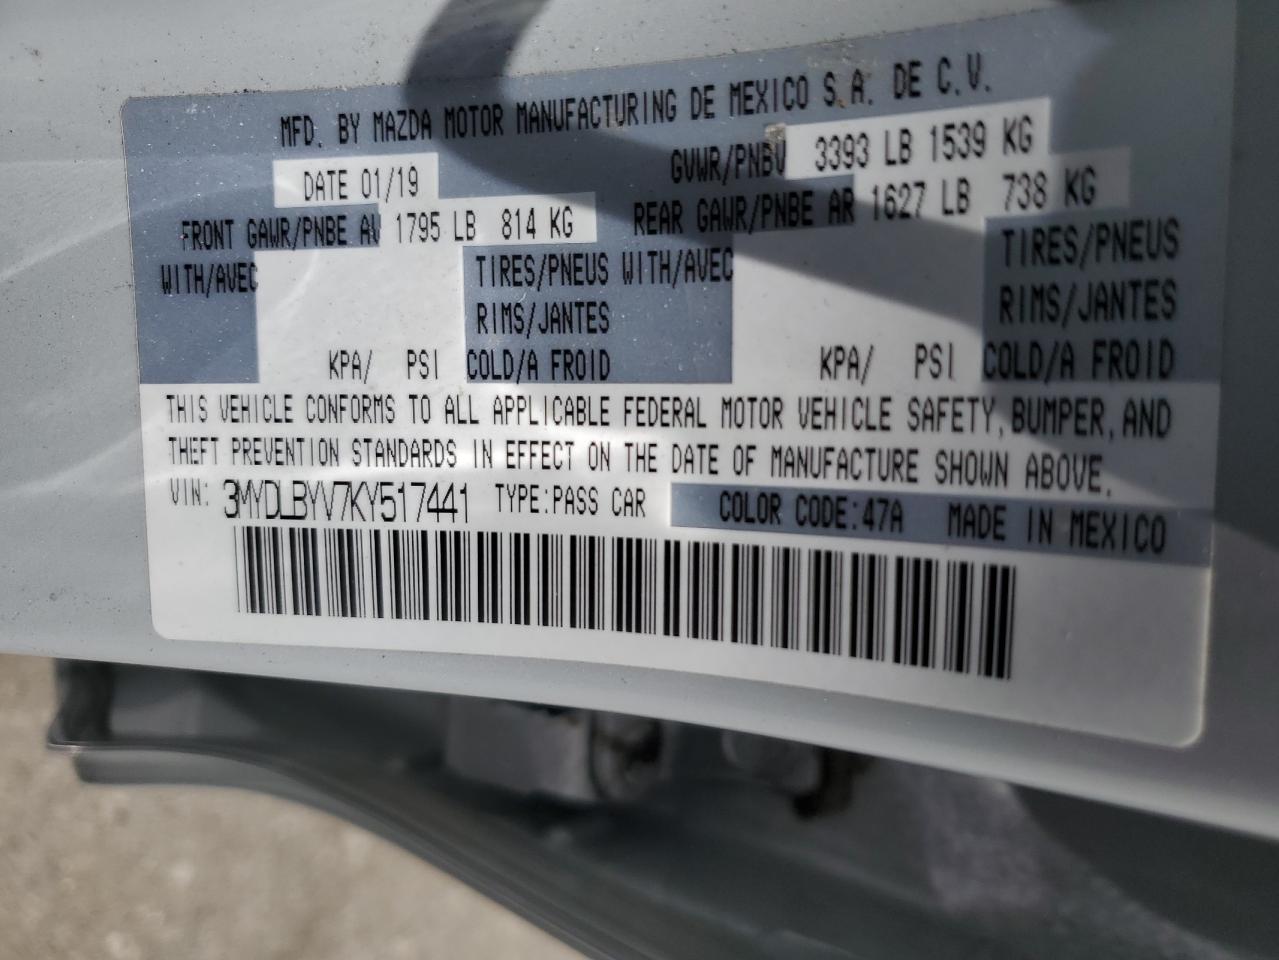 MFD. BY MAZDA MOTOR MANUFACTURING DE MEXICO S.A. DE C.V.
DATE 01/19 GVWR/PNBV 3393 LB 1539 KG
FRONT GAWR/PNBE AV 1795 LB 814 KG REAR GAWR/PNBE AR 1627 LB 738 KG
WITH/AVEC TIRES/PNEUS WITH/AVEC TIRES/PNEUS
RIMS/JANTES RIMS/JANTES
KPA/ PSI COLD/A FROID KPA/ PSI COLD/A FROID
THIS VEHICLE CONFORMS TO ALL APPLICABLE FEDERAL MOTOR VEHICLE SAFETY, BUMPER, AND
THEFT PREVENTION STANDARDS IN EFFECT ON THE DATE OF MANUFACTURE SHOWN ABOVE.
VIN: 3MYDLBYV7KY517441 TYPE:PASS CAR COLOR CODE:47A MADE IN MEXICO